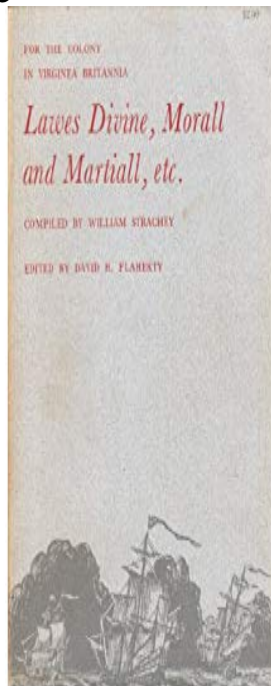 FOR THE COLONY
IN VIRGINEA BRITANNIA
Lawes Divine, Morall
and Martiall, etc.
COMPILED BY WILLIAM STRACHEY
EDITED BY DAVID H. FLAHERTY